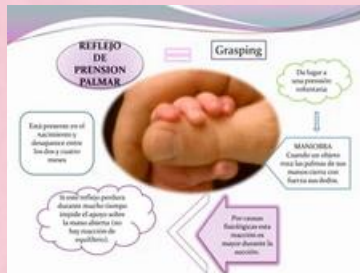 REFLEJO
DE
PRENSION
PALMAR
Grasping
Da lugar a
una prensión
voluntaria
MANIOBRA
Cuando un objeto
roza las palmas de sus
manos cierra con
fuerza sus dedos.
Está presente en el
nacimiento y
desaparece entre
los dos y cuatro
meses
Si este reflejo perdura
durante mucho tiempo
impide el apoyo sobre
la mano abierta (no
hay reacción de
equilibrio).
Por causas
fisiológicas esta
reacción es
mayor durante la
succión.